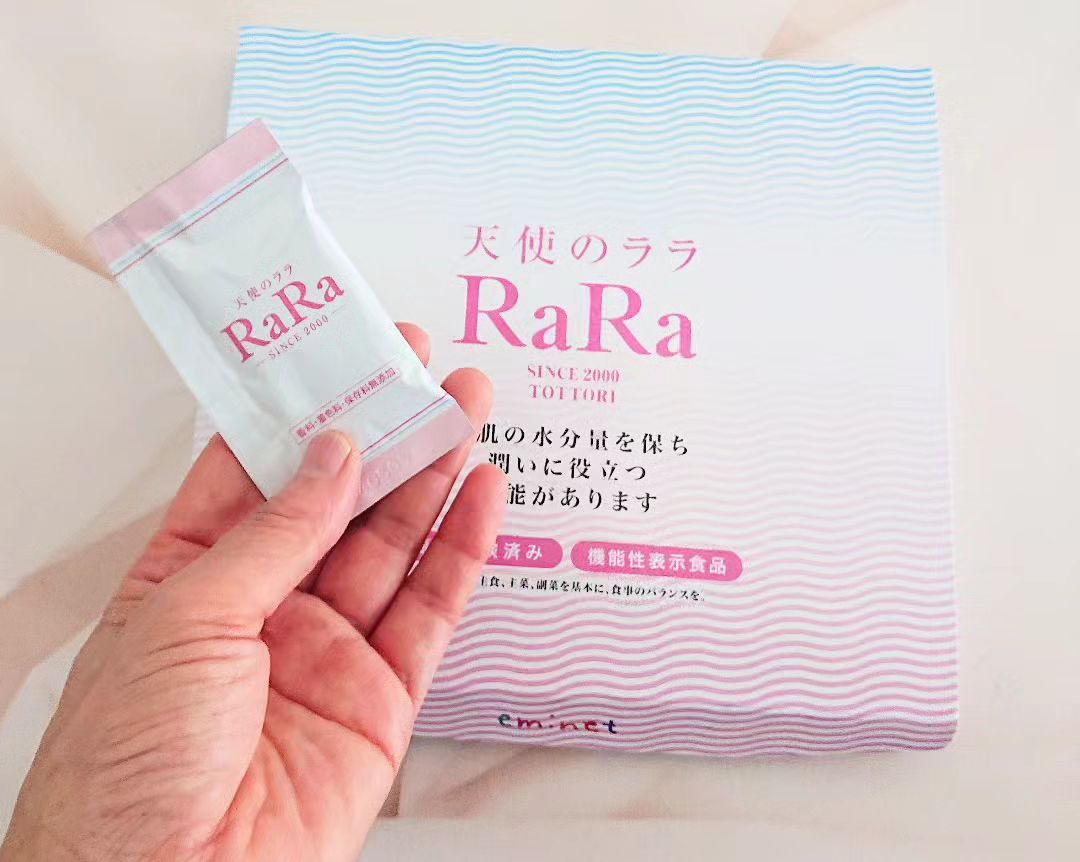 天使のララ
RaRa
SINCE 2000
香料・着色料・保存料無添加
天使のララ
RaRa
SINCE 2000
TOTTORI
肌の水分量を保ち
潤いに役立つ
能があります
済み
機能性表示食品
主食、主菜、副菜を基本に、食事のバランスを。
eminet